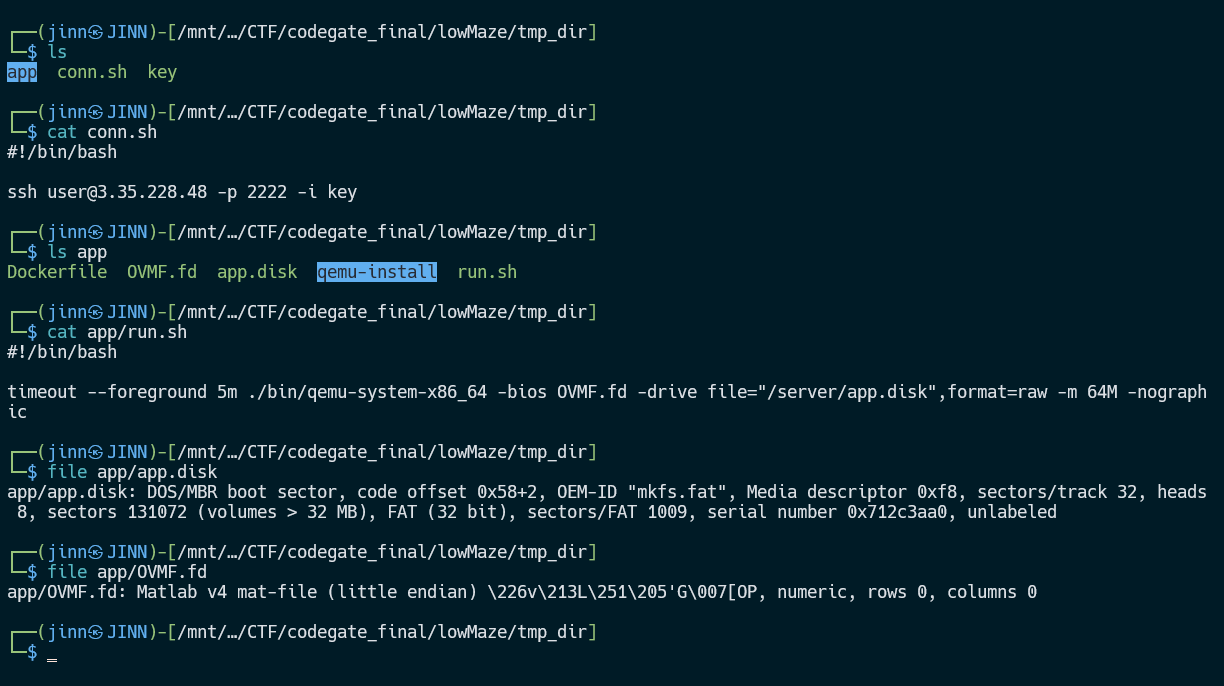 ┌──(jinn㉿JINN)-[/mnt/…/CTF/codegate_final/lowMaze/tmp_dir]
└─$ ls
app  conn.sh  key
┌──(jinn㉿JINN)-[/mnt/…/CTF/codegate_final/lowMaze/tmp_dir]
└─$ cat conn.sh
#!/bin/bash
ssh user@3.35.228.48 -p 2222 -i key
┌──(jinn㉿JINN)-[/mnt/…/CTF/codegate_final/lowMaze/tmp_dir]
└─$ ls app
Dockerfile  OVMF.fd  app.disk  qemu-install  run.sh
┌──(jinn㉿JINN)-[/mnt/…/CTF/codegate_final/lowMaze/tmp_dir]
└─$ cat app/run.sh
#!/bin/bash
timeout --foreground 5m ./bin/qemu-system-x86_64 -bios OVMF.fd -drive file="/server/app.disk",format=raw -m 64M -nograph
ic
┌──(jinn㉿JINN)-[/mnt/…/CTF/codegate_final/lowMaze/tmp_dir]
└─$ file app/app.disk
app/app.disk: DOS/MBR boot sector, code offset 0x58+2, OEM-ID "mkfs.fat", Media descriptor 0xf8, sectors/track 32, heads
 8, sectors 131072 (volumes > 32 MB), FAT (32 bit), sectors/FAT 1009, serial number 0x712c3aa0, unlabeled
┌──(jinn㉿JINN)-[/mnt/…/CTF/codegate_final/lowMaze/tmp_dir]
└─$ file app/OVMF.fd
app/OVMF.fd: Matlab v4 mat-file (little endian) \226v\213L\251\205'G\007[OP, numeric, rows 0, columns 0
┌──(jinn㉿JINN)-[/mnt/…/CTF/codegate_final/lowMaze/tmp_dir]
└─$ _